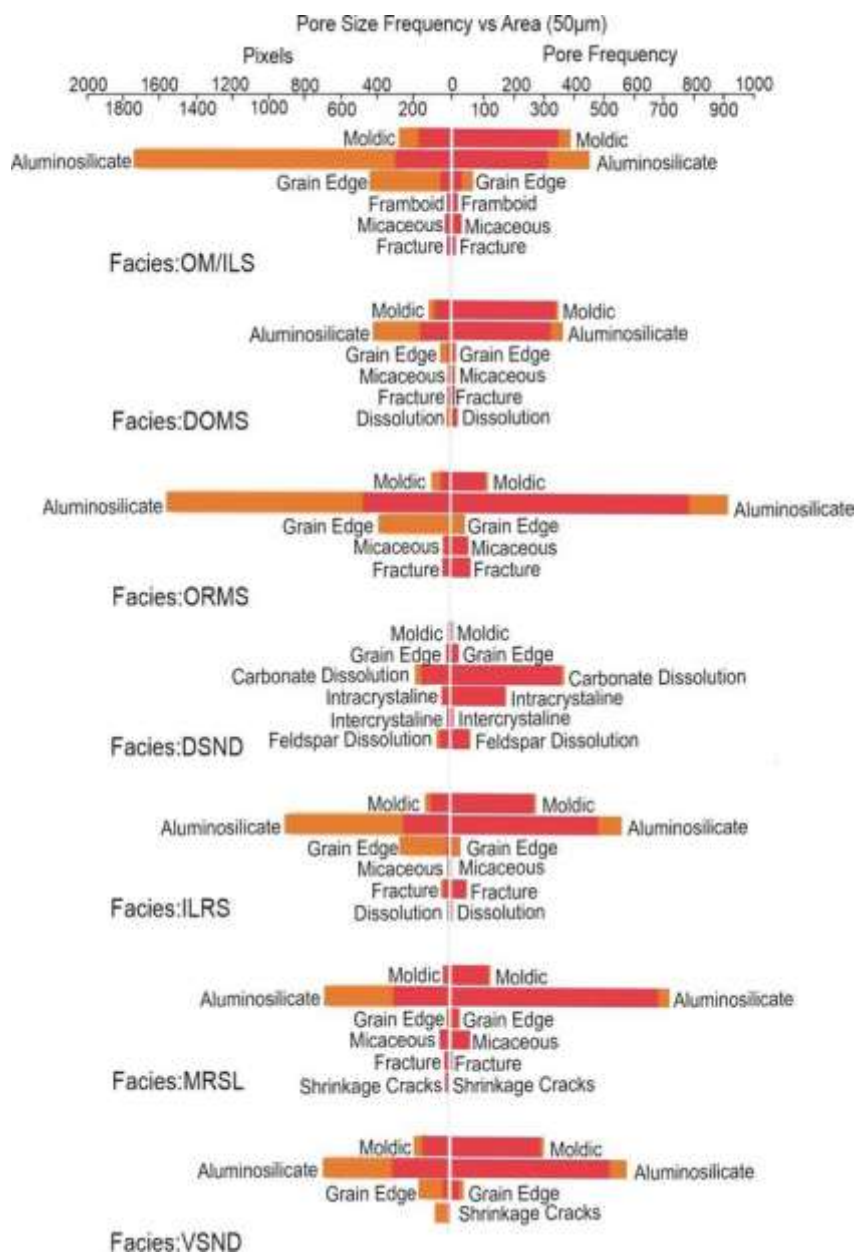 Pore Size Frequency vs Area (50µm)
Pixels Pore Frequency
2000 1600 1200 800 400 0 200 400 600 800 1000
1800 1400 1000 600 200 100 300 500 700 900
Moldic Moldic
Aluminosilicate Aluminosilicate
Grain Edge Grain Edge
Framboid Framboid
Micaceous Micaceous
Fracture Fracture
Facies:OM/ILS
Moldic Moldic
Aluminosilicate Aluminosilicate
Grain Edge Grain Edge
Micaceous Micaceous
Fracture Fracture
Dissolution Dissolution
Facies:DOMS
Moldic Moldic
Aluminosilicate Aluminosilicate
Grain Edge Grain Edge
Micaceous Micaceous
Fracture Fracture
Facies:ORMS
Moldic Moldic
Grain Edge Grain Edge
Carbonate Dissolution Carbonate Dissolution
Intracrystaline Intracrystaline
Intercrystaline Intercrystaline
Feldspar Dissolution Feldspar Dissolution
Facies:DSND
Moldic Moldic
Aluminosilicate Aluminosilicate
Grain Edge Grain Edge
Micaceous Micaceous
Fracture Fracture
Dissolution Dissolution
Facies:ILRS
Moldic Moldic
Aluminosilicate Aluminosilicate
Grain Edge Grain Edge
Micaceous Micaceous
Fracture Fracture
Shrinkage Cracks Shrinkage Cracks
Facies:MRSL
Moldic Moldic
Aluminosilicate Aluminosilicate
Grain Edge Grain Edge
Shrinkage Cracks
Facies:VSND